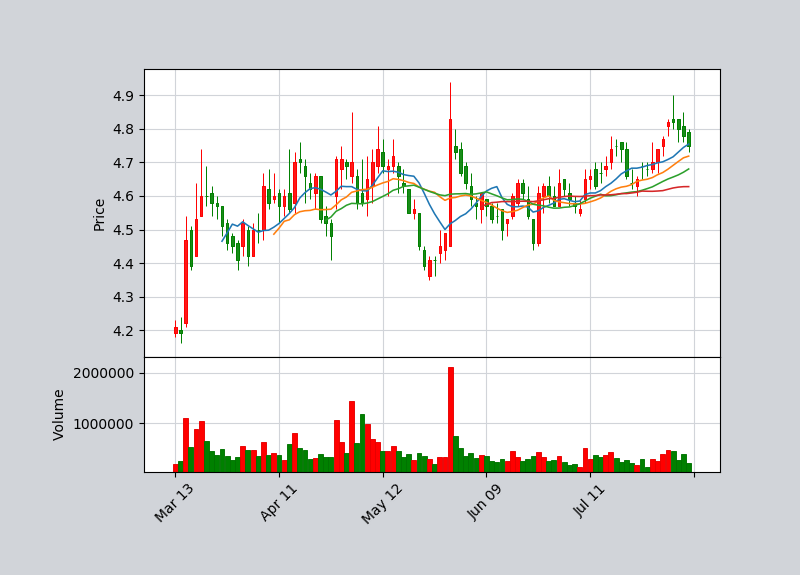 4.9
4.8
4.7
4.6
4.5
4.4
4.3
4.2
Price
2000000
1000000
Volume
Mar 13
Apr 11
May 12
Jun 09
Jul 11